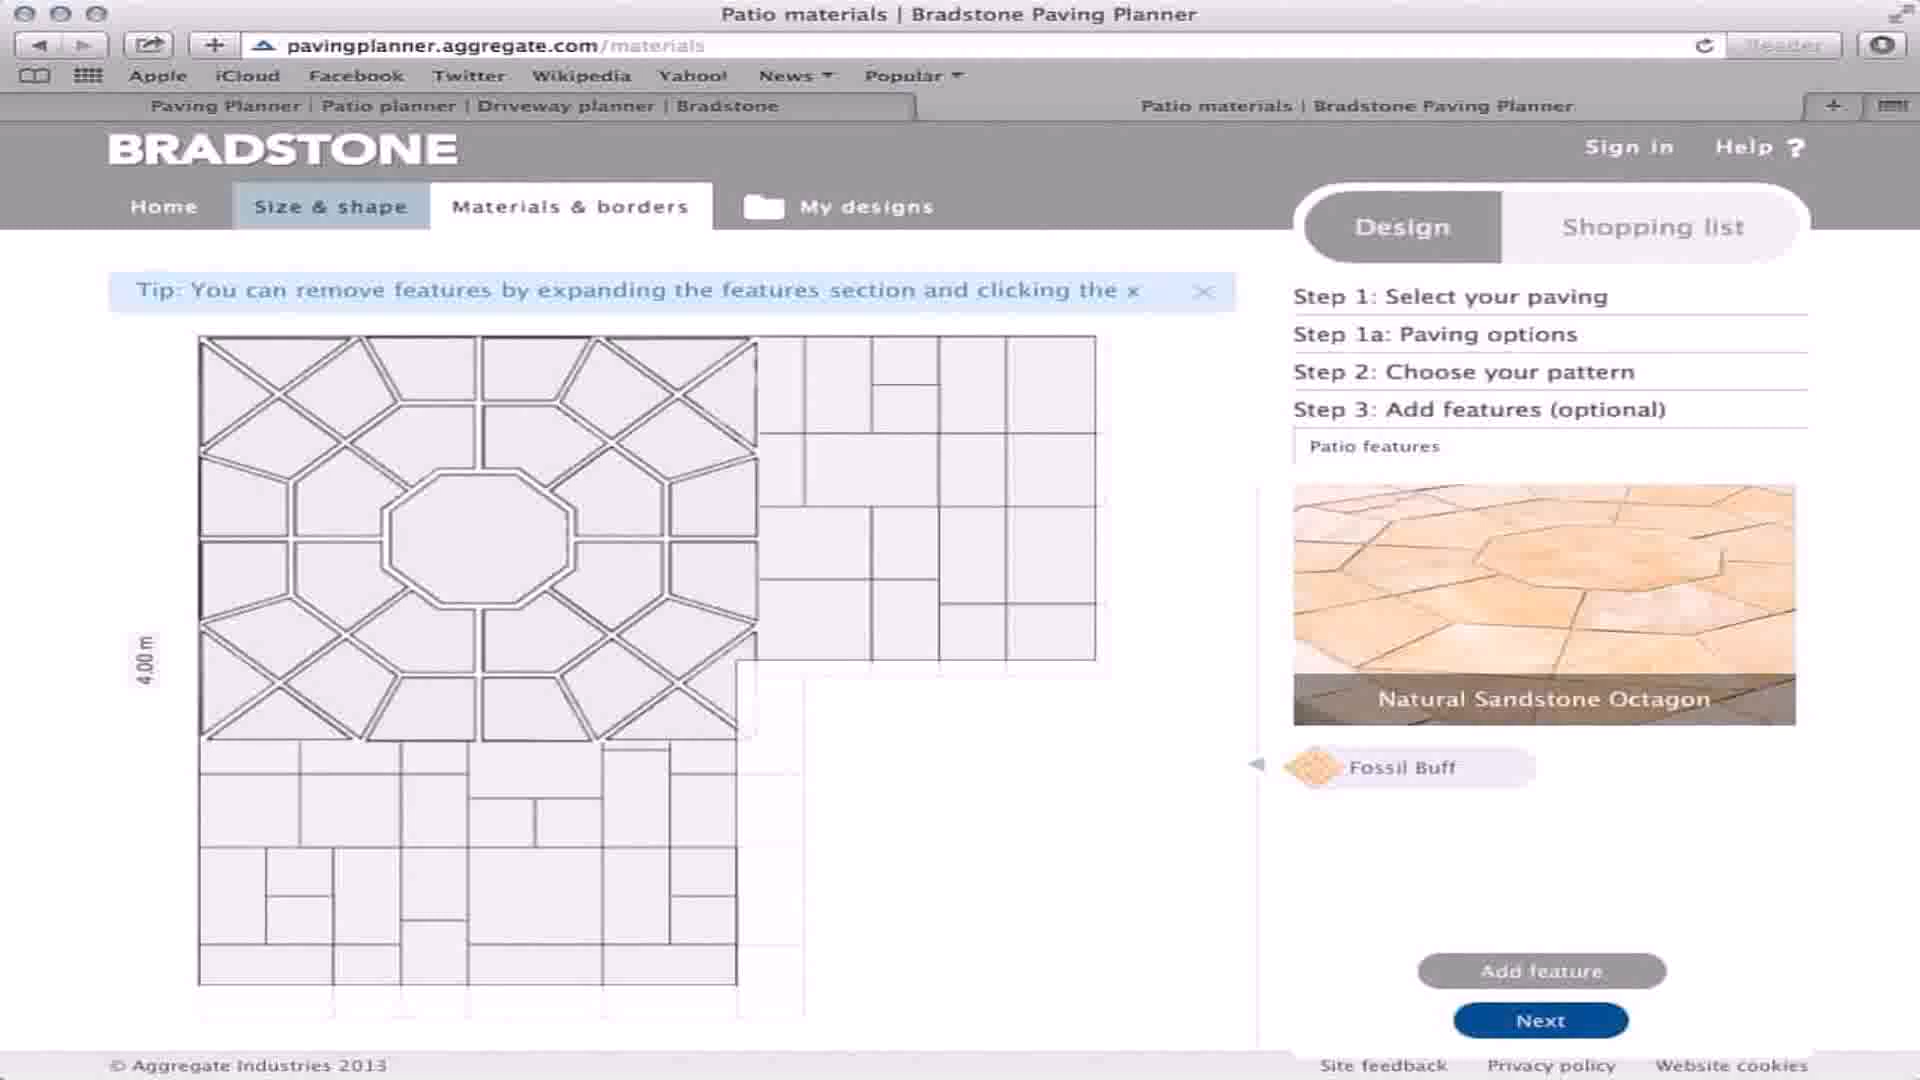 Patio materials | Bradstone Paving Planner
pavingplanner.aggregate.com/materials
Reader
Apple iCloud Facebook Twitter Wikipedia Yahoo! News Popular
Paving Planner | Patio planner | Driveway planner | Bradstone
Patio materials | Bradstone Paving Planner
BRADSTONE
Sign in Help ?
Home Size & shape Materials & borders My designs
Design Shopping list
Tip: You can remove features by expanding the features section and clicking the x
Step 1: Select your paving
Step 1a: Paving options
Step 2: Choose your pattern
Step 3: Add features (optional)
Patio features
4.00 m
Natural Sandstone Octagon
Fossil Buff
Add feature
Next
© Aggregate Industries 2013
Site feedback Privacy policy Website cookies